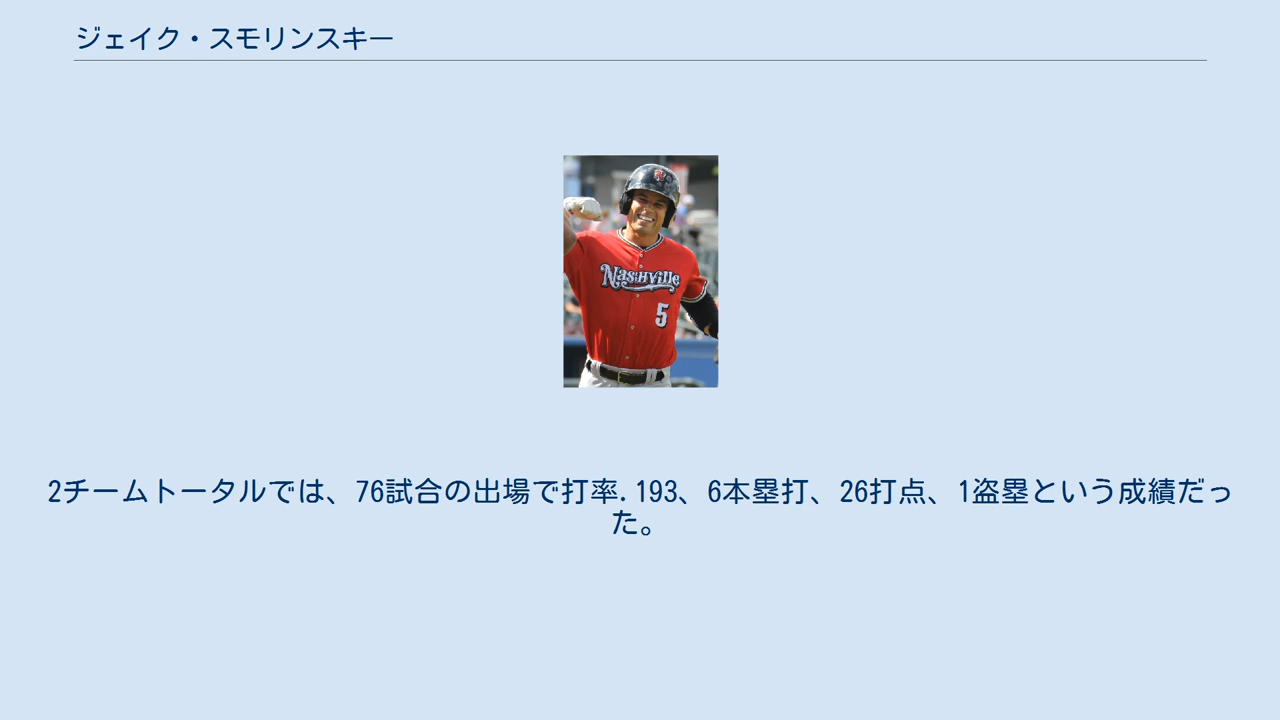 ジェイク・スモリンスキー
Nashville
5
2チームトータルでは、76試合の出場で打率.193、6本塁打、26打点、1盗塁という成績だっ
た。